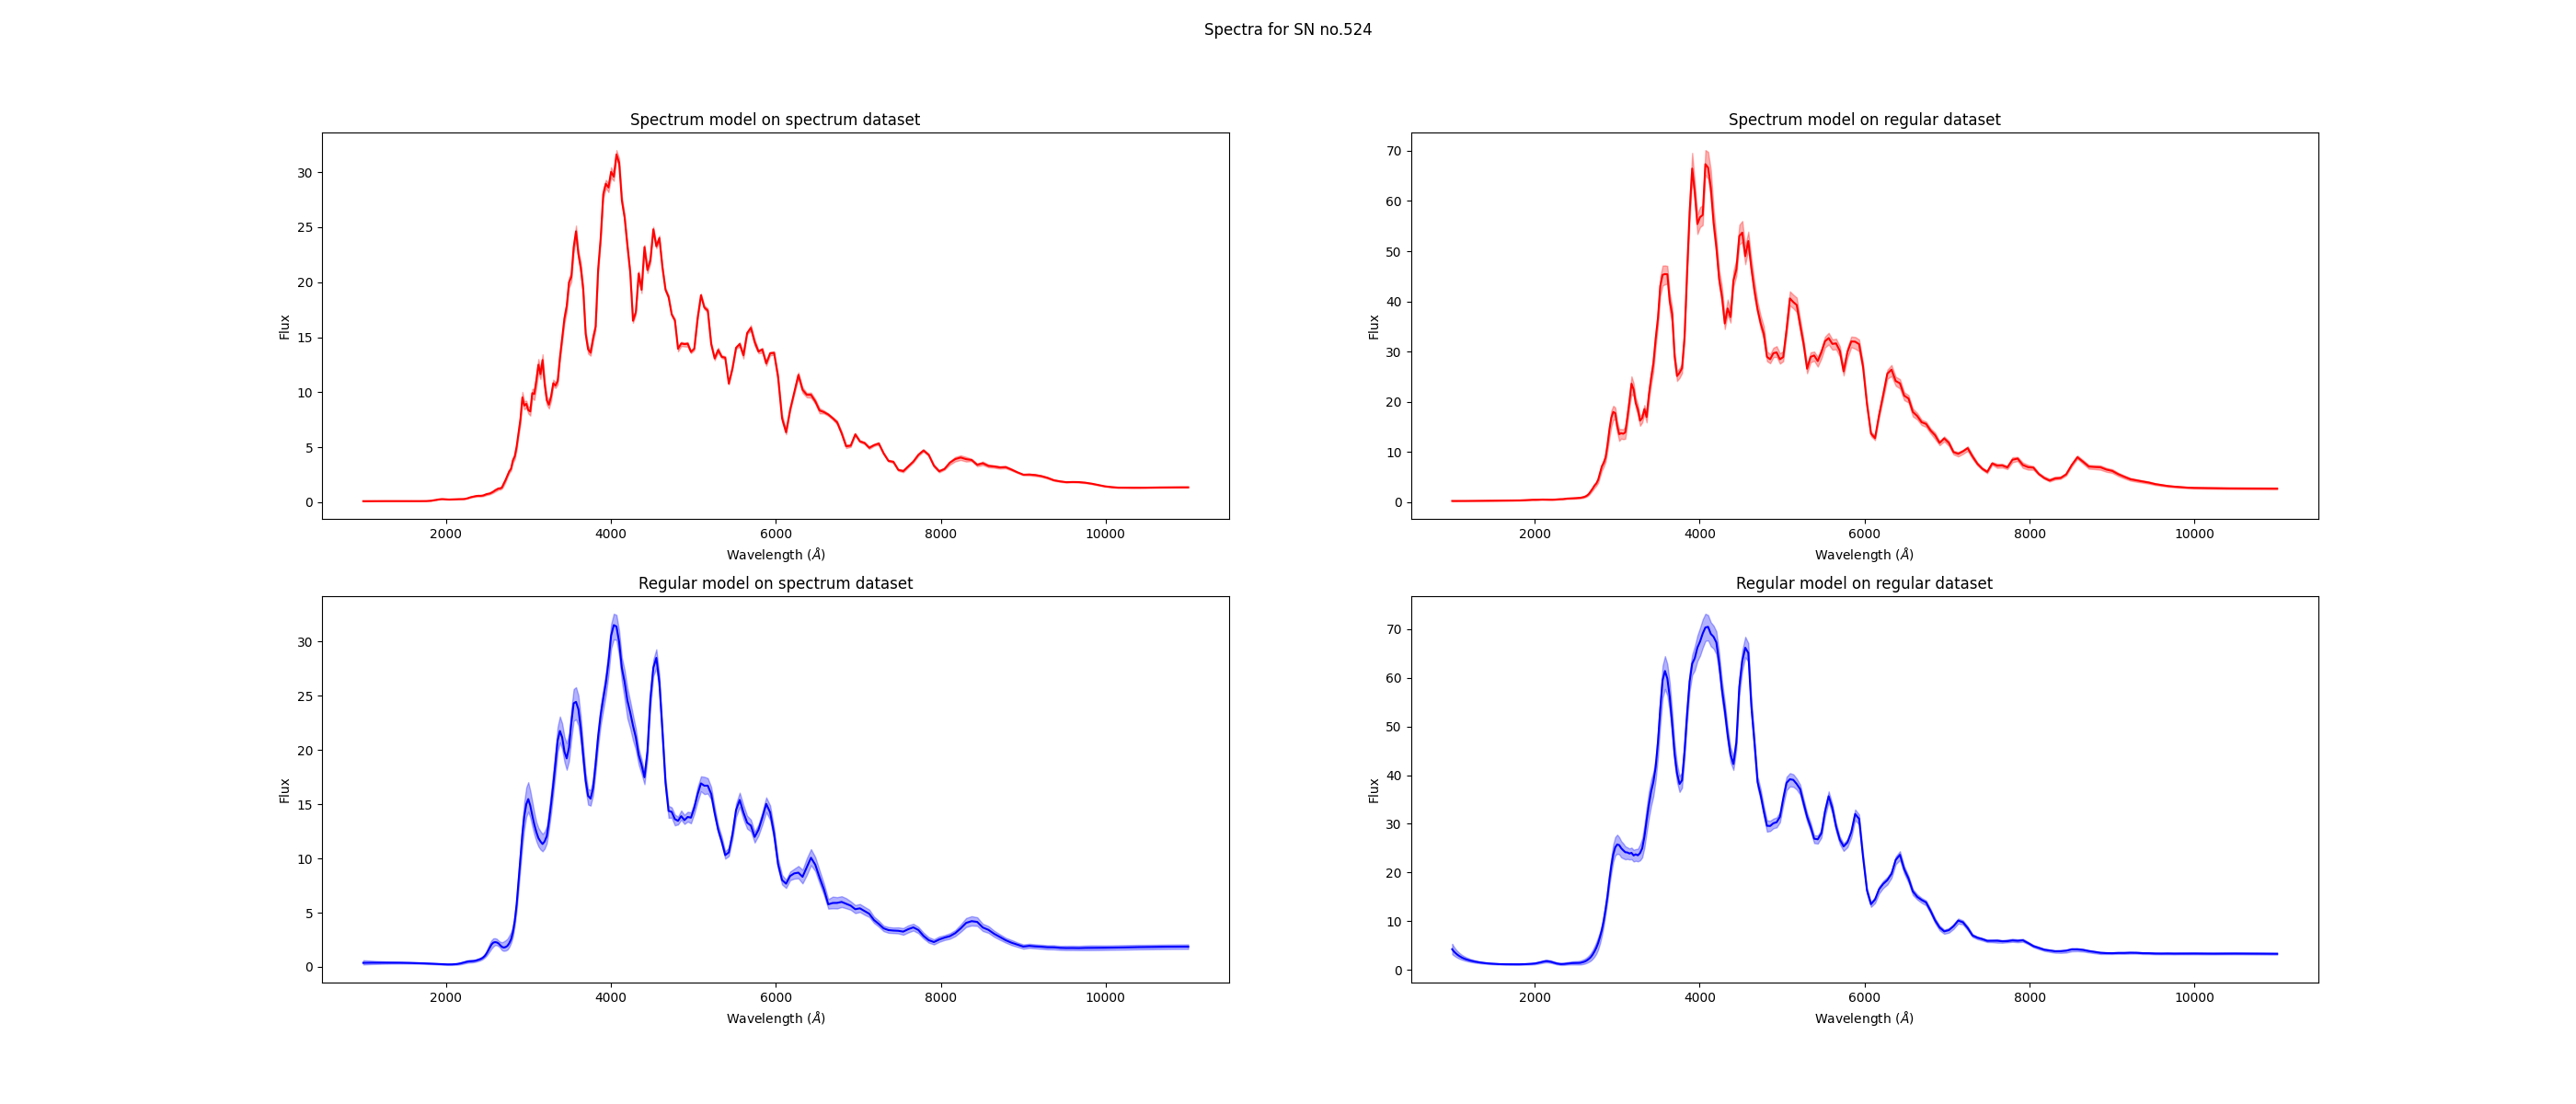 Spectra for SN no.524
Spectrum model on spectrum dataset
Flux
30
25
20
15
10
5
0
2000 4000 6000 8000 10000
Wavelength (Å)
Spectrum model on regular dataset
Flux
70
60
50
40
30
20
10
0
2000 4000 6000 8000 10000
Wavelength (Å)
Regular model on spectrum dataset
Flux
30
25
20
15
10
5
0
2000 4000 6000 8000 10000
Wavelength (Å)
Regular model on regular dataset
Flux
70
60
50
40
30
20
10
0
2000 4000 6000 8000 10000
Wavelength (Å)